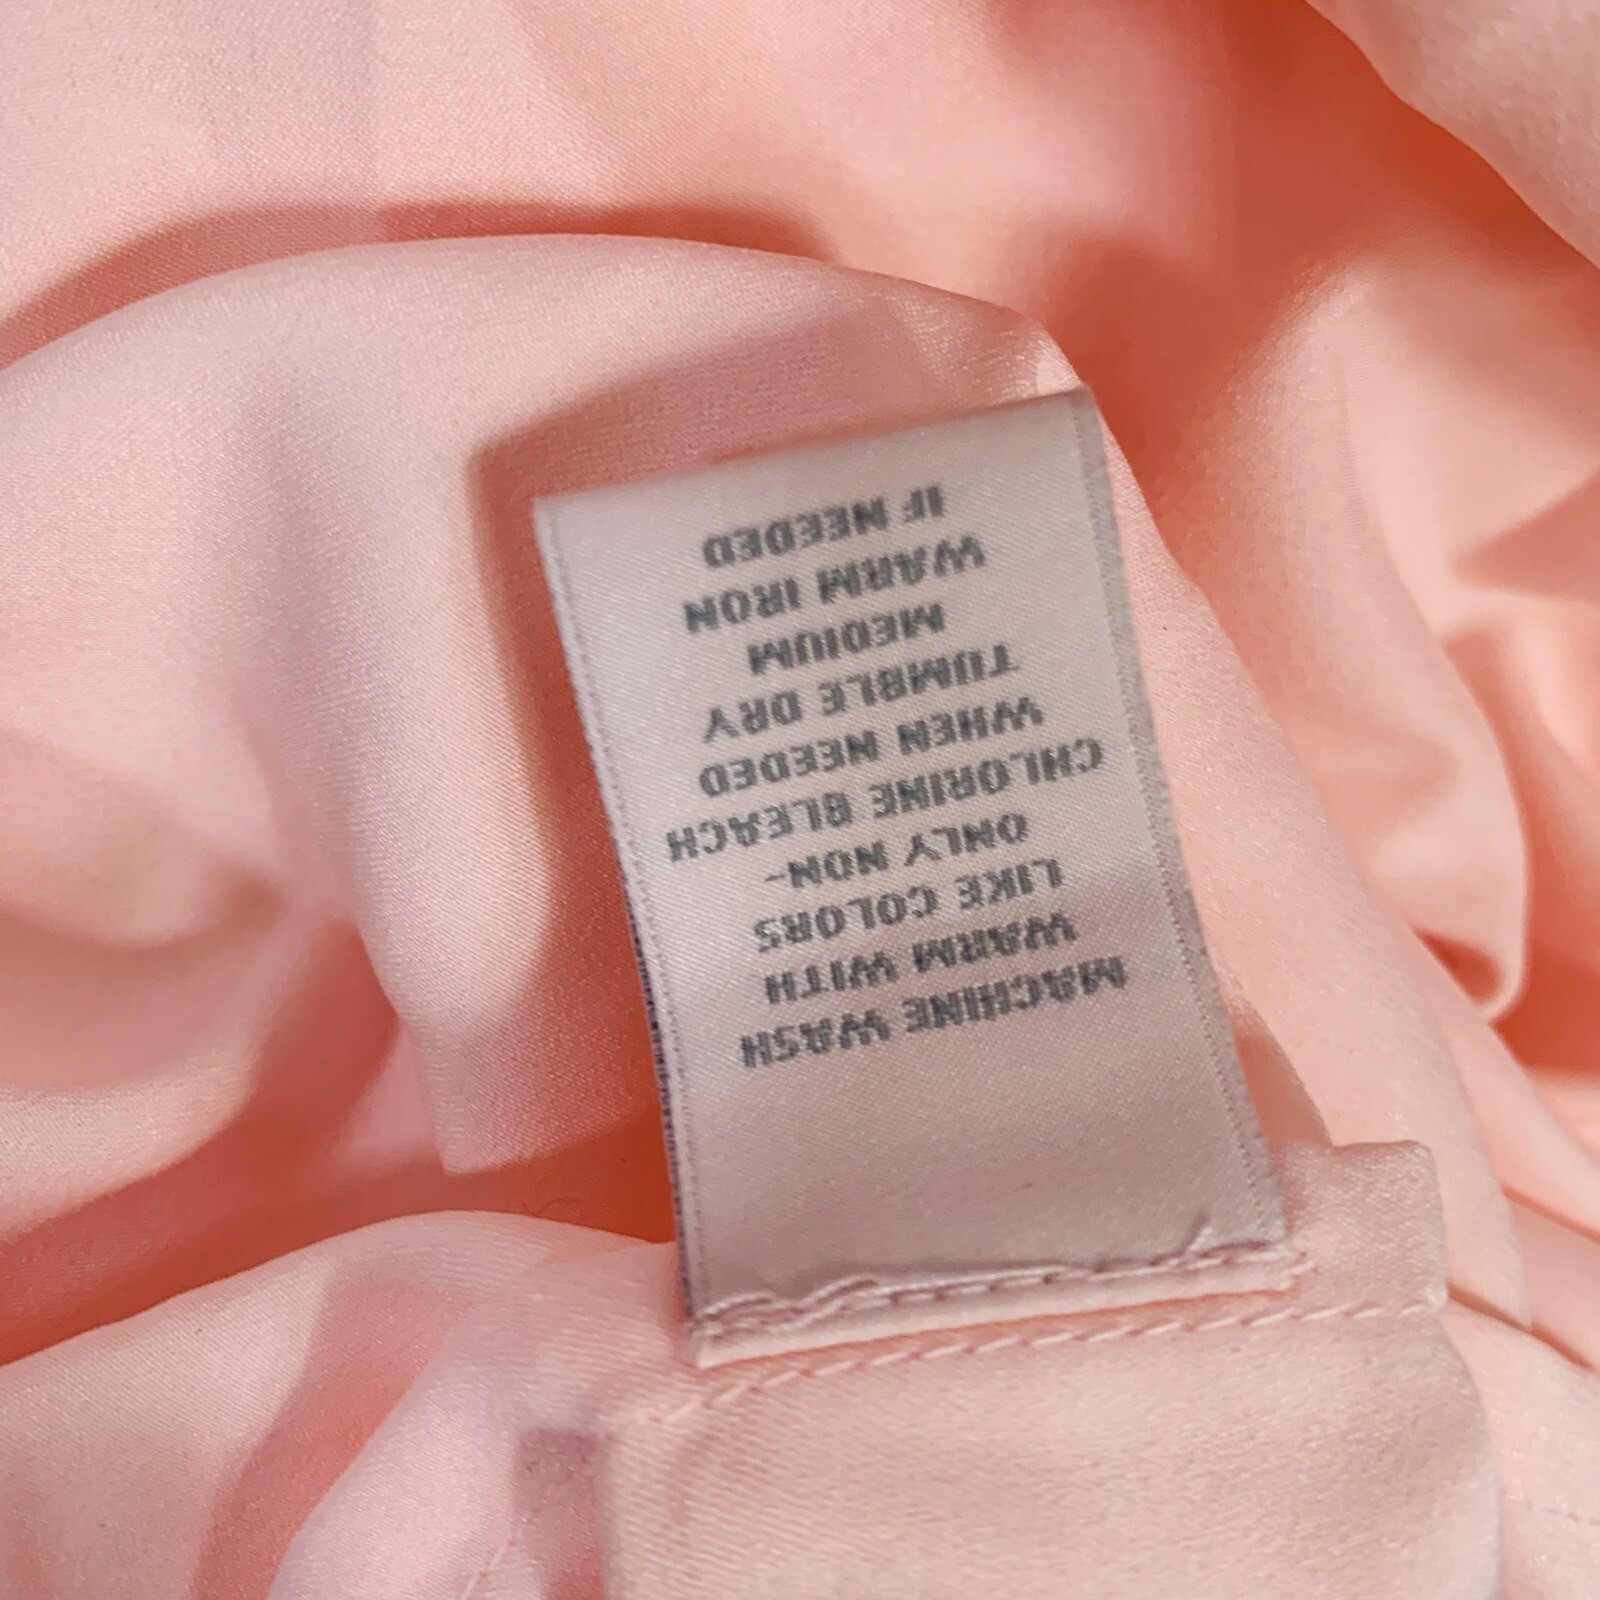 MACHINE WASH
WARM WITH
LIKE COLORS
ONLY NON-
CHLORINE BLEACH
WHEN NEEDED
TUMBLE DRY
MEDIUM
WARM IRON
IF NEEDED